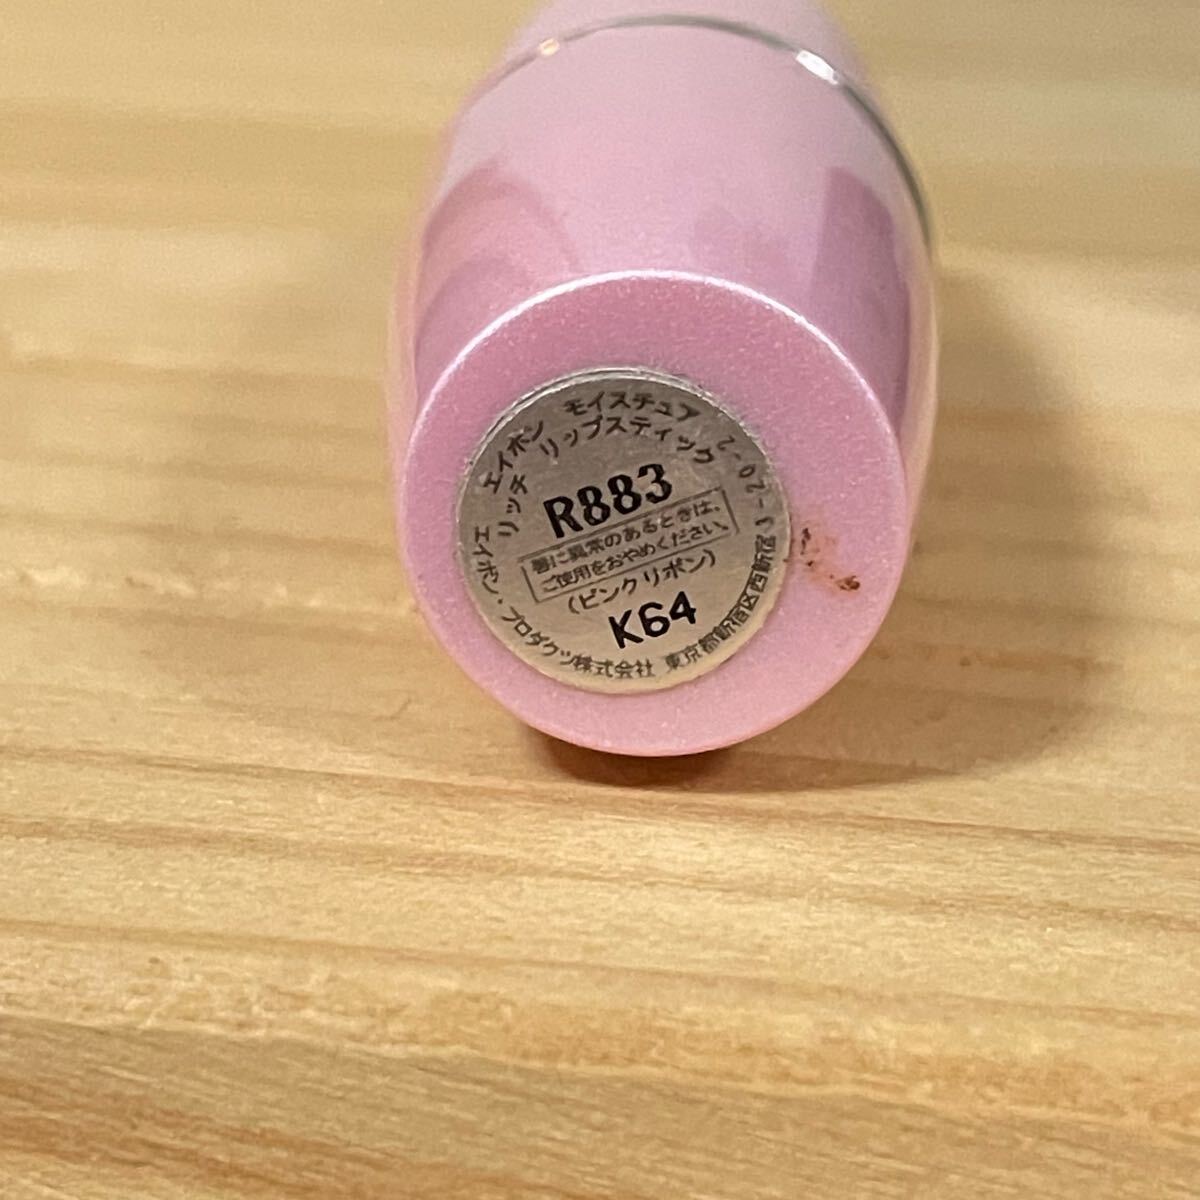 エイボン モイスチュア
リッチ リップスティック
R883
唇に異常のあるときは、
ご使用をおやめください。
(ピンクリボン)
K64
エイボン・プロダクツ株式会社 東京都新宿区西新宿3-20-2